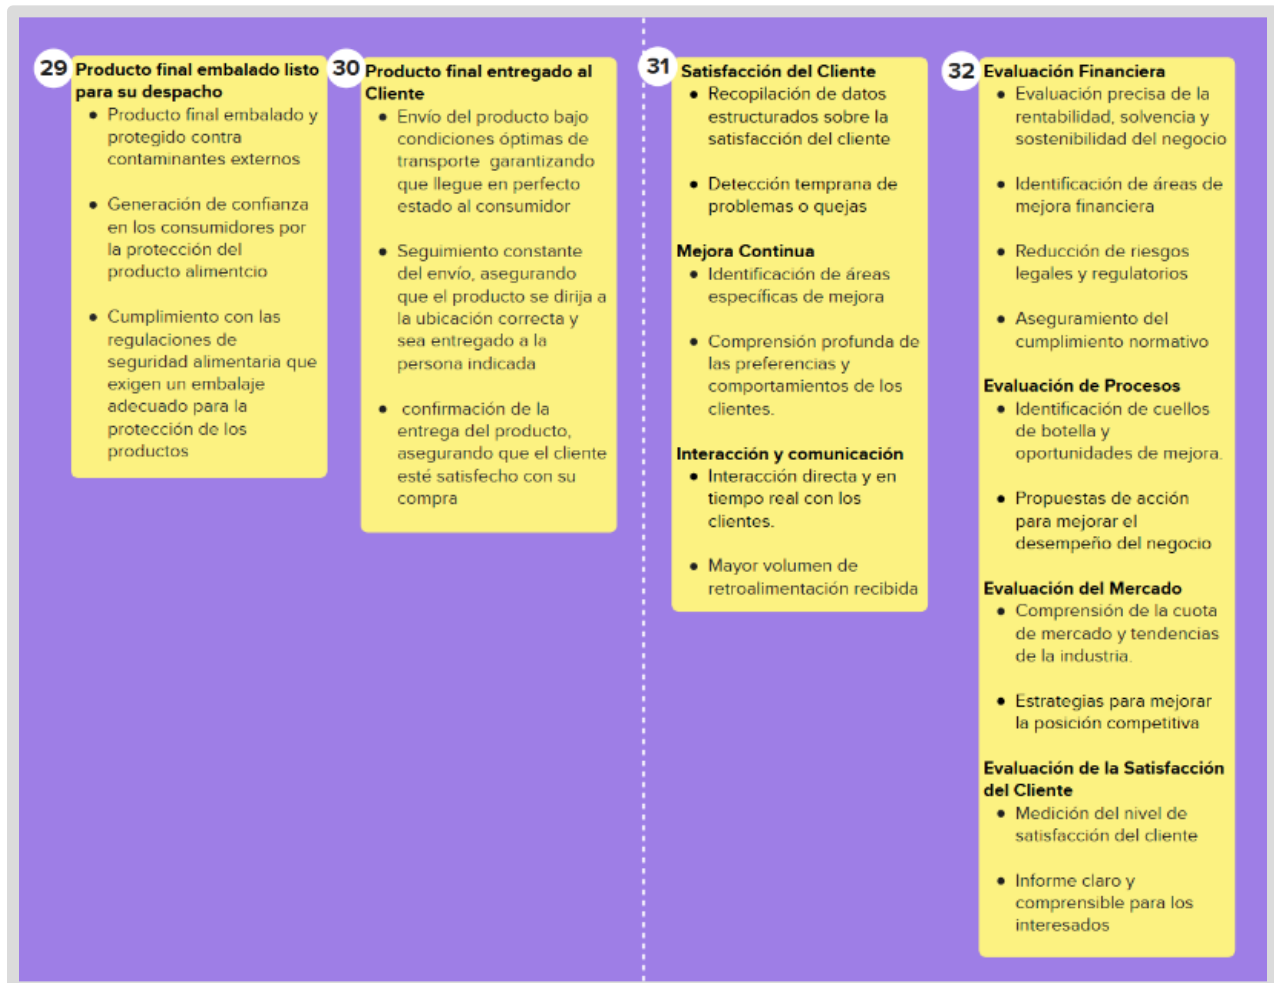 29
Producto final embalado listo
para su despacho
• Producto final embalado y
protegido contra
contaminantes externos
• Generación de confianza
en los consumidores por
la protección del
producto alimentcio
• Cumplimiento con las
regulaciones de
seguridad alimentaria que
exigen un embalaje
adecuado para la
protección de los
productos
30
Producto final entregado al
Cliente
• Envío del producto bajo
condiciones óptimas de
transporte garantizando
que llegue en perfecto
estado al consumidor
• Seguimiento constante
del envío, asegurando
que el producto se dirija a
la ubicación correcta y
sea entregado a la
persona indicada
• confirmación de la
entrega del producto,
asegurando que el cliente
esté satisfecho con su
compra
31
Satisfacción del Cliente
• Recopilación de datos
estructurados sobre la
satisfacción del cliente
• Detección temprana de
problemas o quejas
Mejora Continua
• Identificación de áreas
específicas de mejora
• Comprensión profunda de
las preferencias y
comportamientos de los
clientes.
Interacción y comunicación
• Interacción directa y en
tiempo real con los
clientes.
• Mayor volumen de
retroalimentación recibida
32
Evaluación Financiera
• Evaluación precisa de la
rentabilidad, solvencia y
sostenibilidad del negocio
• Identificación de áreas de
mejora financiera
• Reducción de riesgos
legales y regulatorios
• Aseguramiento del
cumplimiento normativo
Evaluación de Procesos
• Identificación de cuellos
de botella y
oportunidades de mejora.
• Propuestas de acción
para mejorar el
desempeño del negocio
Evaluación del Mercado
• Comprensión de la cuota
de mercado y tendencias
de la industria.
• Estrategias para mejorar
la posición competitiva
Evaluación de la Satisfacción
del Cliente
• Medición del nivel de
satisfacción del cliente
• Informe claro y
comprensible para los
interesados